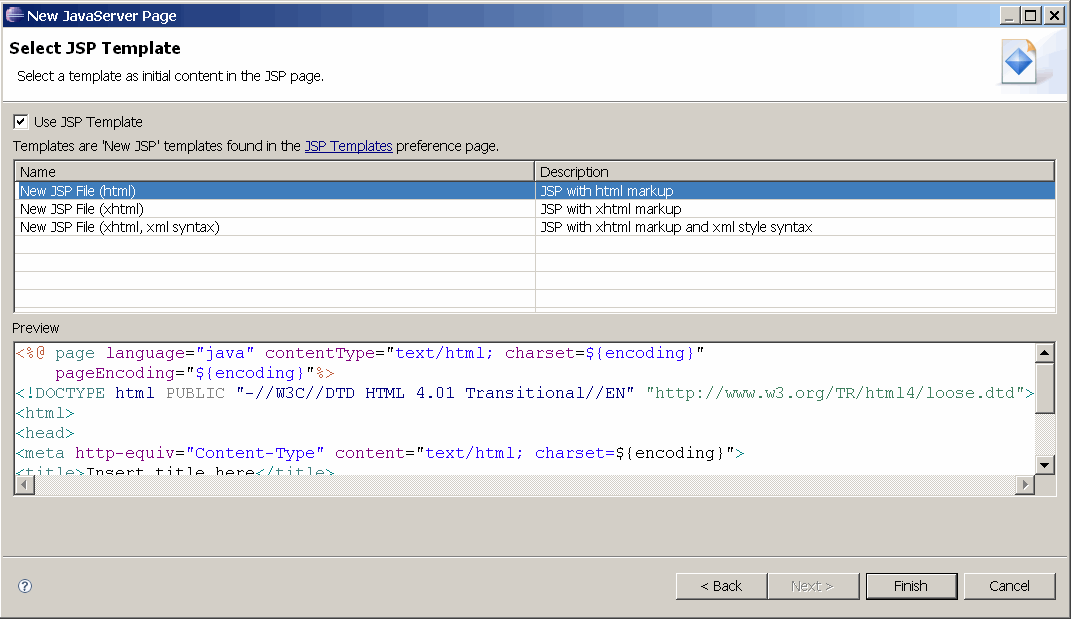 New JavaServer Page
Select JSP Template
Select a template as initial content in the JSP page.
Use JSP Template
Templates are 'New JSP' templates found in the JSP Templates preference page.
Name Description
New JSP File (html) JSP with html markup
New JSP File (xhtml) JSP with xhtml markup
New JSP File (xhtml, xml syntax) JSP with xhtml markup and xml style syntax
Preview
<%@ page language="java" contentType="text/html; charset=${encoding}"
pageEncoding="${encoding}"%>
<!DOCTYPE html PUBLIC "-//W3C//DTD HTML 4.01 Transitional//EN" "http://www.w3.org/TR/html4/loose.dtd">
<html>
<head>
<meta http-equiv="Content-Type" content="text/html; charset=${encoding}">
<title>Insert title here</title>
?
< Back Next > Finish Cancel